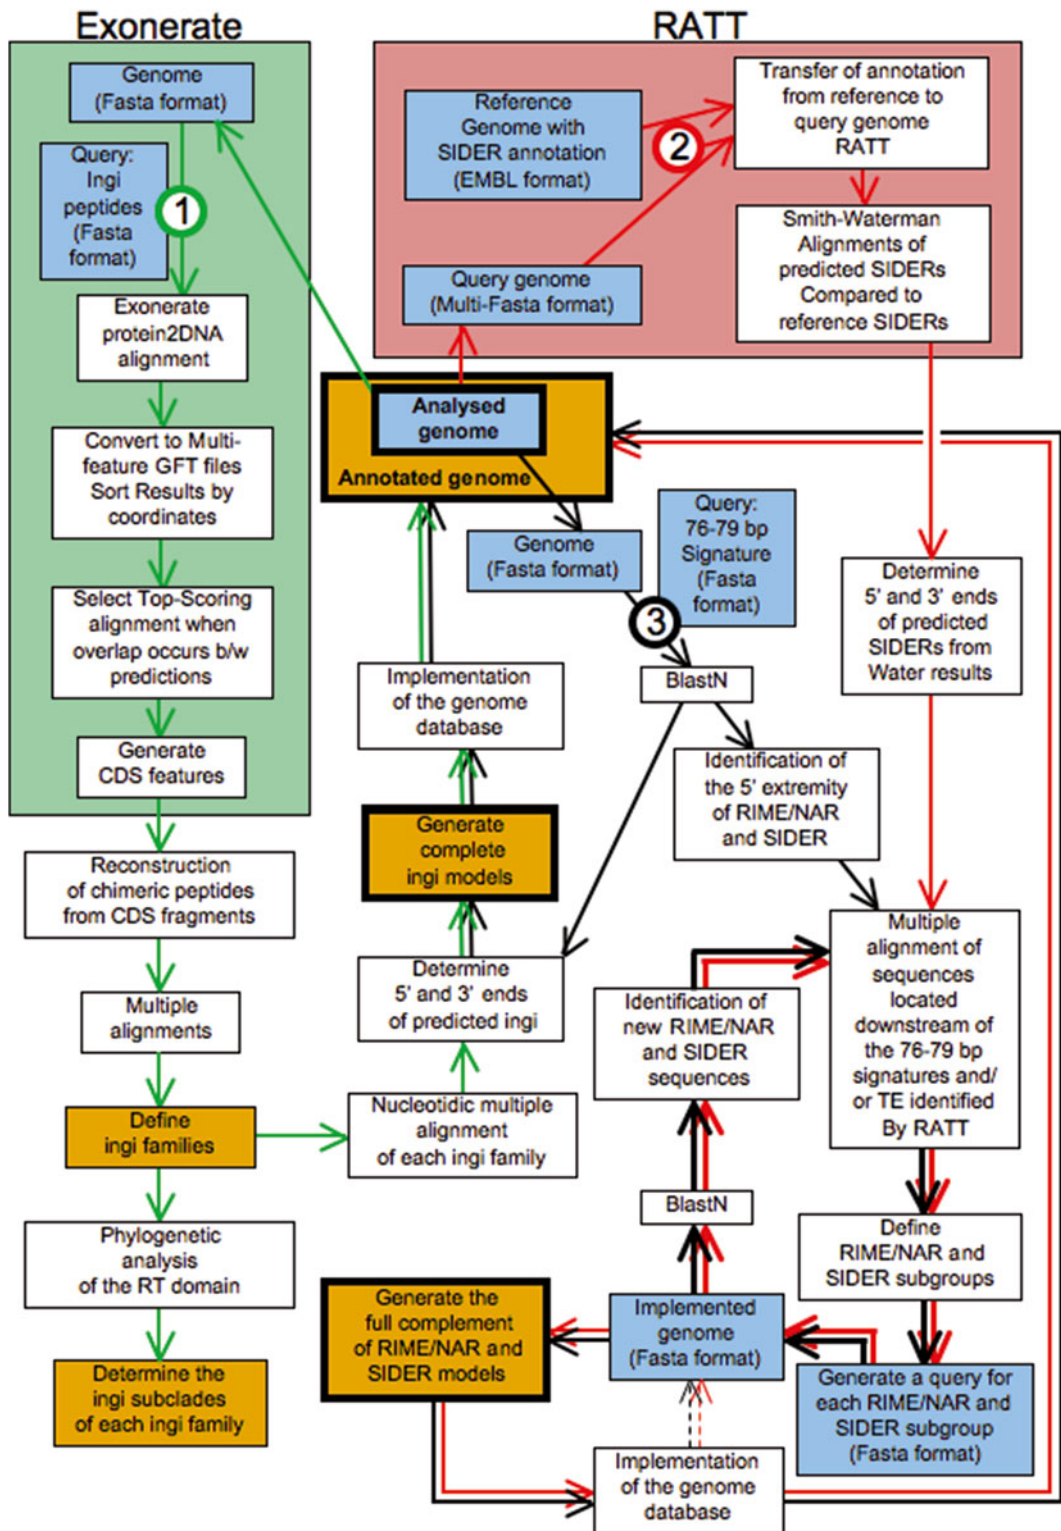 Exonerate
Genome
(Fasta format)
Query:
Ingi
peptides
(Fasta
format)
1
Exonerate
protein2DNA
alignment
Convert to Multi-
feature GFT files
Sort Results by
coordinates
Select Top-Scoring
alignment when
overlap occurs b/w
predictions
Generate
CDS features
Reconstruction
of chimeric peptides
from CDS fragments
Multiple
alignments
Define
ingi families
Phylogenetic
analysis
of the RT domain
Determine the
ingi subclades
of each ingi family
RATT
Reference
Genome with
SIDER annotation
(EMBL format)
2
Transfer of annotation
from reference to
query genome
RATT
Query genome
(Multi-Fasta format)
Smith-Waterman
Alignments of
predicted SIDERs
Compared to
reference SIDERs
Analysed
genome
Annotated genome
Genome
(Fasta format)
Query:
76-79 bp
Signature
(Fasta
format)
3
BlastN
Determine
5' and 3' ends
of predicted
SIDERs from
Water results
Implementation
of the genome
database
Identification of
the 5' extremity
of RIME/NAR
and SIDER
Generate
complete
ingi models
Determine
5' and 3' ends
of predicted ingi
Nucleotidic multiple
alignment
of each ingi family
Identification of
new RIME/NAR
and SIDER
sequences
Multiple
alignment of
sequences
located
downstream of
the 76-79 bp
signatures and/
or TE identified
By RATT
BlastN
Define
RIME/NAR and
SIDER subgroups
Generate the
full complement
of RIME/NAR and
SIDER models
Implemented
genome
(Fasta format)
Generate a query for
each RIME/NAR and
SIDER subgroup
(Fasta format)
Implementation
of the genome
database